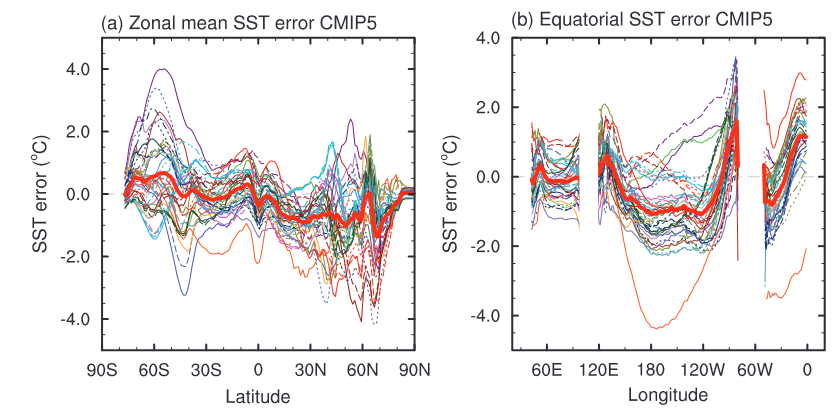 (a) Zonal mean SST error CMIP5
SST error (°C)
4.0
2.0
0.0
-2.0
-4.0
90S 60S 30S 0 30N 60N 90N
Latitude
(b) Equatorial SST error CMIP5
SST error (°C)
4.0
2.0
0.0
-2.0
-4.0
60E 120E 180 120W 60W 0
Longitude